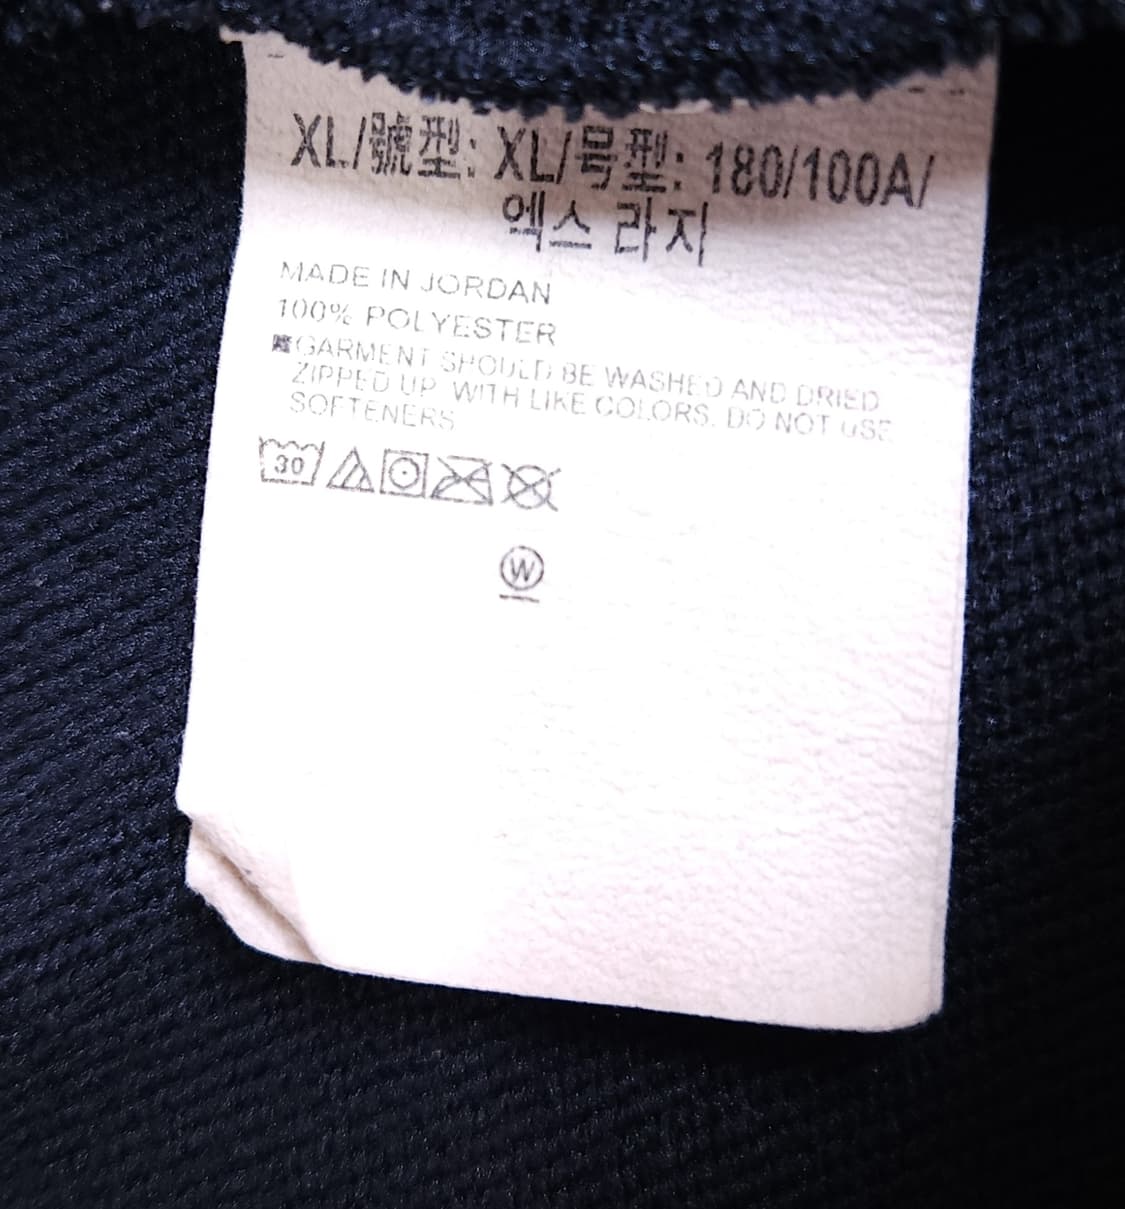 XL/號型: XL/号型: 180/100A/
엑스 라지
MADE IN JORDAN
100% POLYESTER
GARMENT SHOULD BE WASHED AND DRIED
ZIPPED UP WITH LIKE COLORS. DO NOT USE
SOFTENERS
30
W